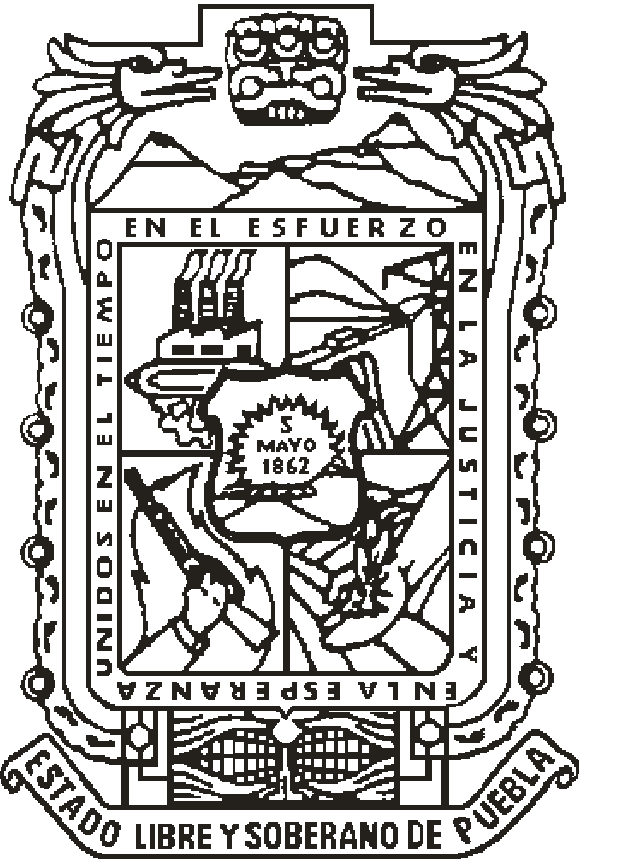 UNIDOS EN EL TIEMPO
EN EL ESFUERZO
EN LA JUSTICIA Y
EN LA ESPERANZA
5
MAYO
1862
ESTADO LIBRE Y SOBERANO DE PUEBLA